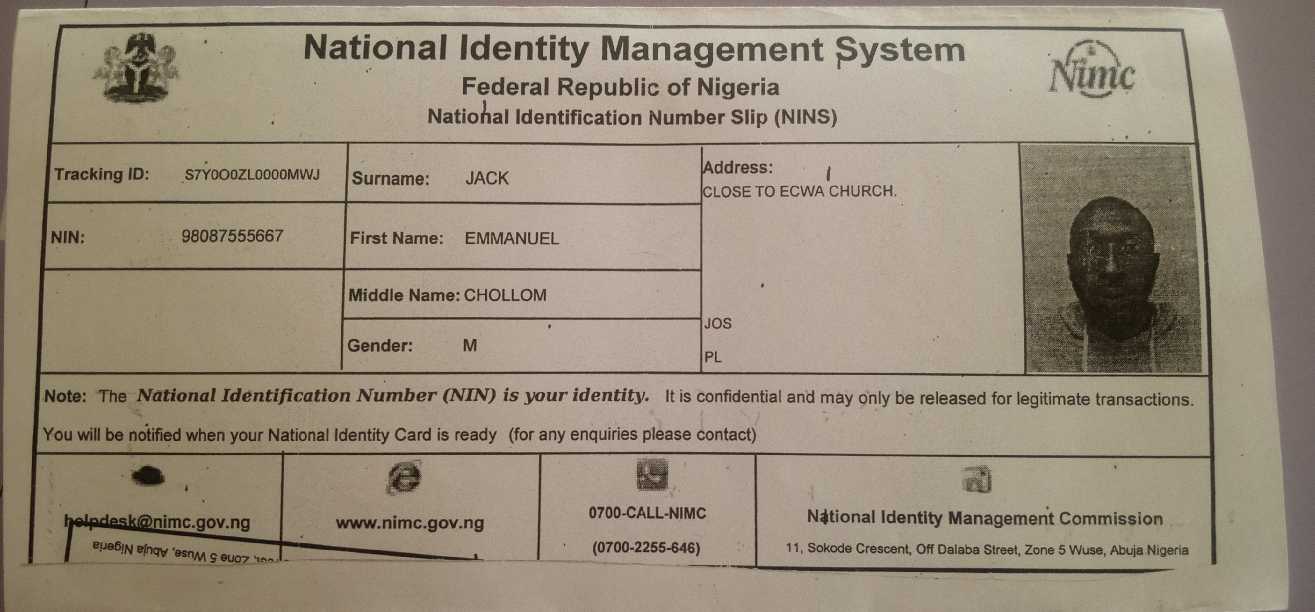 National Identity Management System
Federal Republic of Nigeria
National Identification Number Slip (NINS)
Nimc
Tracking ID: S7Y0O0ZL0000MWJ
Surname: JACK
Address:
CLOSE TO ECWA CHURCH.
NIN: 98087555667
First Name: EMMANUEL
Middle Name: CHOLLOM
JOS
Gender: M
PL
Note: The National Identification Number (NIN) is your identity. It is confidential and may only be released for legitimate transactions.
You will be notified when your National Identity Card is ready (for any enquiries please contact)
helpdesk@nimc.gov.ng
www.nimc.gov.ng
0700-CALL-NIMC
(0700-2255-646)
National Identity Management Commission
11, Sokode Crescent, Off Dalaba Street, Zone 5 Wuse, Abuja Nigeria
Zone 5 Wuse, Abuja Nigeria